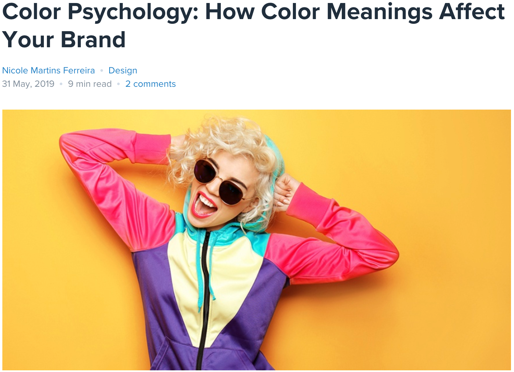 Color Psychology: How Color Meanings Affect
Your Brand
Nicole Martins Ferreira • Design
31 May, 2019 • 9 min read • 2 comments